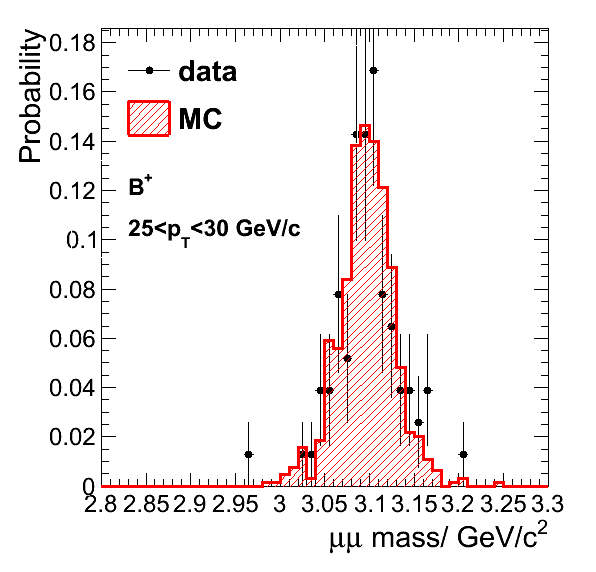 Probability
0.18
0.16
0.14
0.12
0.1
0.08
0.06
0.04
0.02
0
data
MC
B⁺
25<p_T<30 GeV/c
2.8 2.85 2.9 2.95 3 3.05 3.1 3.15 3.2 3.25 3.3
μμ mass/ GeV/c²